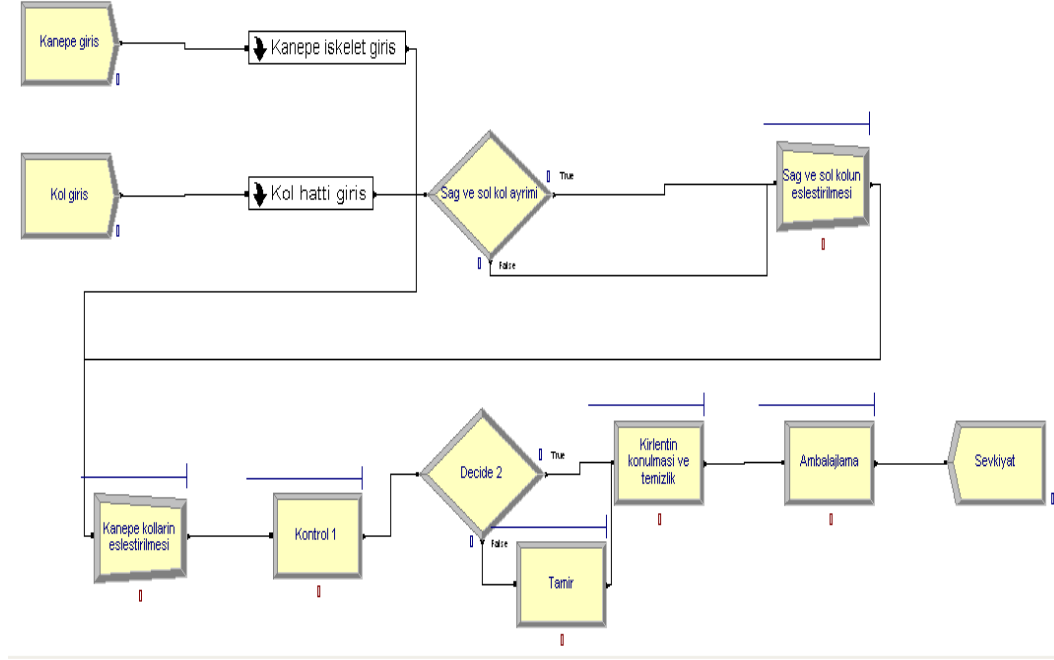 Kanepe giris
Kanepe iskelet giris
Kol giris
Kol hatti giris
Sag ve sol kol ayrimi
True
False
Sag ve sol kolun
eslestirilmesi
Kanepe kollarin
eslestirilmesi
Kontrol 1
Decide 2
True
False
Tamir
Kirlentin
konulmasi ve
temizlik
Ambalajlama
Sevkiyat